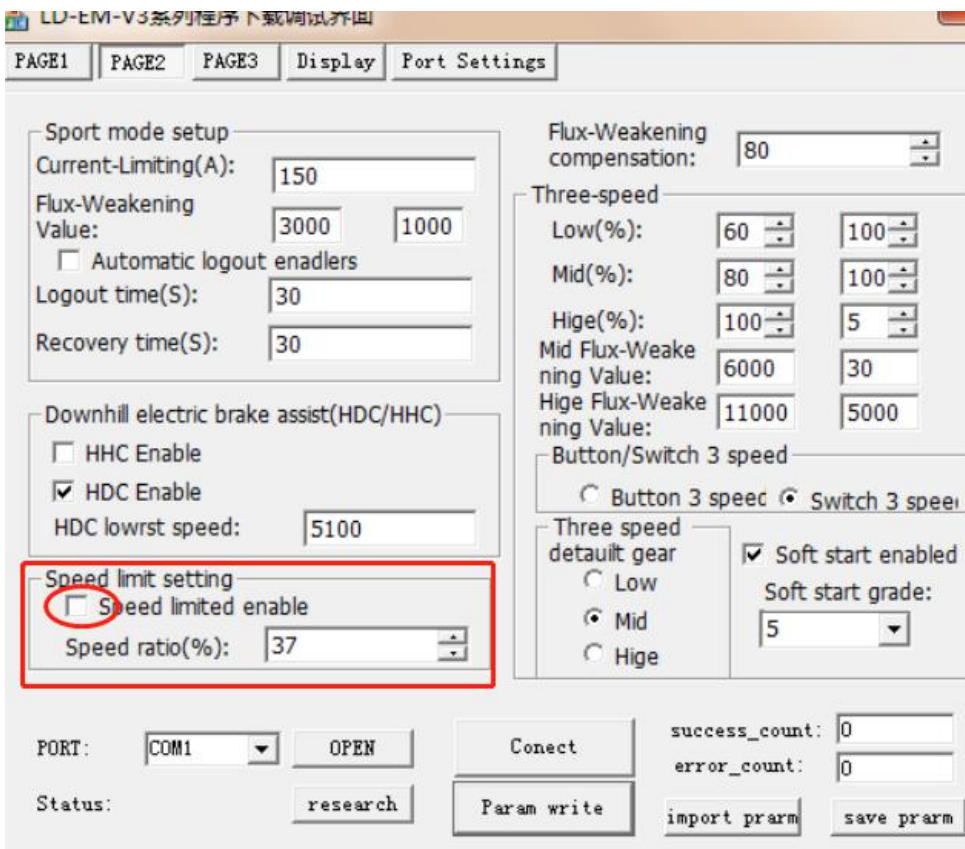 LD-EM-V3系列程序下载调试界面
PAGE1 PAGE2 PAGE3 Display Port Settings
Sport mode setup
Current-Limiting(A): 150
Flux-Weakening
Value: 3000 1000
Automatic logout enadlers
Logout time(S): 30
Recovery time(S): 30
Downhill electric brake assist(HDC/HHC)
HHC Enable
HDC Enable
HDC lowrst speed: 5100
Speed limit setting
Speed limited enable
Speed ratio(%): 37
Flux-Weakening
compensation: 80
Three-speed
Low(%): 60 100
Mid(%): 80 100
Hige(%): 100 5
Mid Flux-Weake
ning Value: 6000 30
Hige Flux-Weake
ning Value: 11000 5000
Button/Switch 3 speed
Button 3 speed Switch 3 speed
Three speed
detauilt gear
Low
Mid
Hige
Soft start enabled
Soft start grade:
5
PORT: COM1 OPEN Conect success_count: 0
error_count: 0
Status: research Param write import prarm save prarm